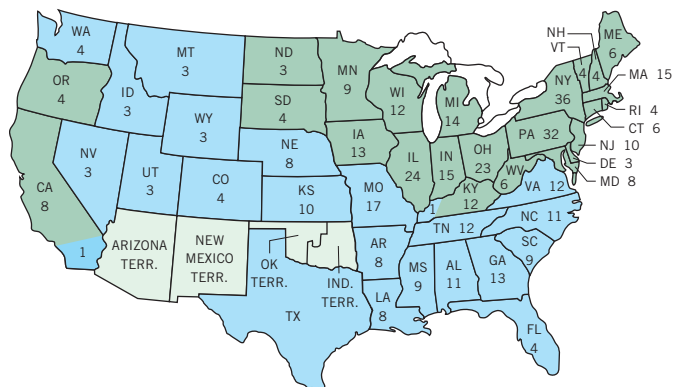 WA
4
OR
4
CA
8
1
NV
3
ID
3
MT
3
WY
3
UT
3
CO
4
ARIZONA
TERR.
NEW
MEXICO
TERR.
ND
3
SD
4
NE
8
KS
10
OK
TERR.
IND.
TERR.
TX
MN
9
IA
13
MO
17
AR
8
LA
8
WI
12
IL
24
MI
14
IN
15
OH
23
KY
12
1
TN 12
MS
9
AL
11
GA
13
FL
4
SC
9
NC 11
VA 12
WV
6
PA 32
NY
36
VT
4
NH
4
ME
6
MA 15
RI 4
CT 6
NJ 10
DE 3
MD 8